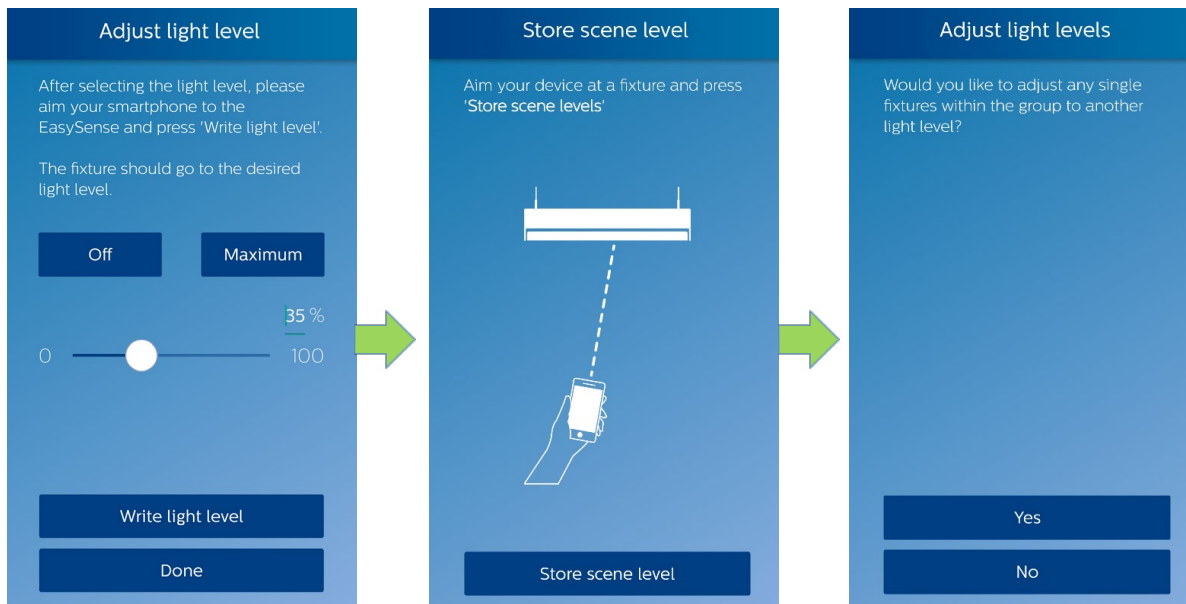 Adjust light level
After selecting the light level, please
aim your smartphone to the
EasySense and press 'Write light level'.
The fixture should go to the desired
light level.
Off
Maximum
35 %
0
100
Write light level
Done
Store scene level
Aim your device at a fixture and press
'Store scene levels'
Store scene level
Adjust light levels
Would you like to adjust any single
fixtures within the group to another
light level?
Yes
No